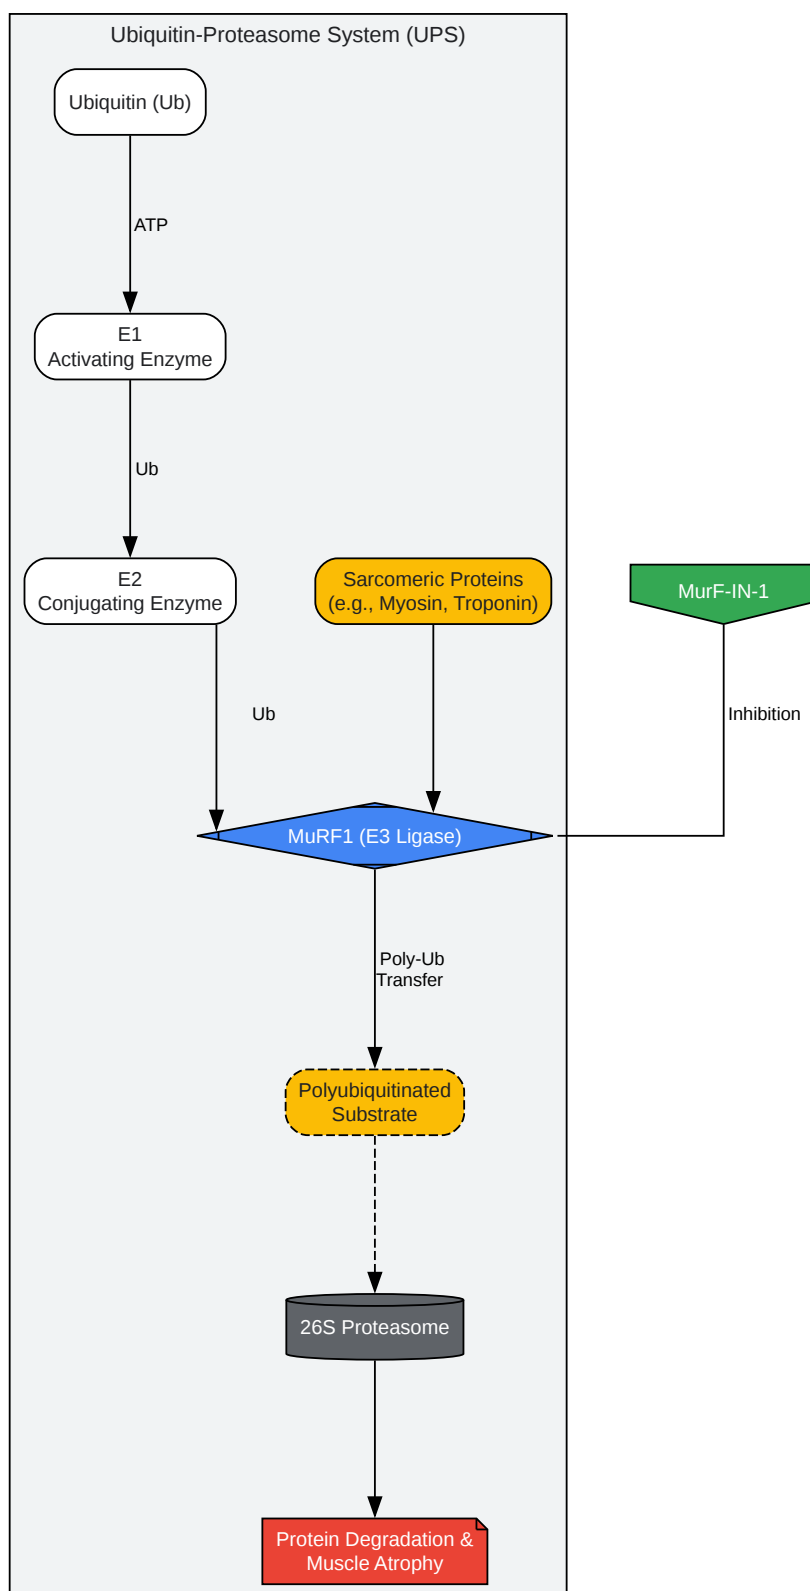 Ubiquitin-Proteasome System (UPS)
Ubiquitin (Ub)
ATP
E1
Activating Enzyme
Ub
E2
Conjugating Enzyme
Sarcomeric Proteins
(e.g., Myosin, Troponin)
MurF-IN-1
Ub
Inhibition
MuRF1 (E3 Ligase)
Poly-Ub
Transfer
Polyubiquitinated
Substrate
26S Proteasome
Protein Degradation &
Muscle Atrophy